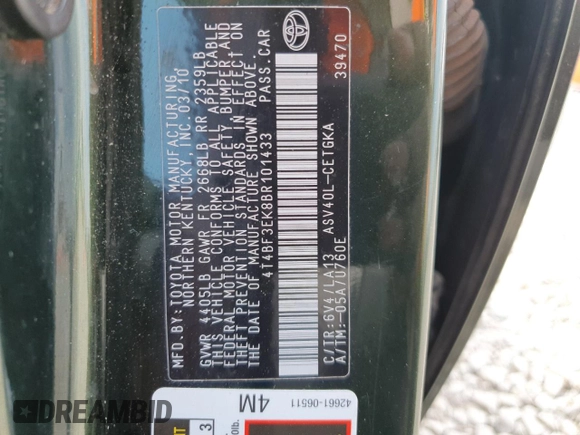 MFD. BY: TOYOTA MOTOR MANUFACTURING
NORTHERN KENTUCKY, INC. 03/10
GVWR 4405LB GAWR FR 2668LB RR 2359LB
THIS VEHICLE CONFORMS TO ALL APPLICABLE
FEDERAL MOTOR VEHICLE SAFETY, BUMPER, AND
THEFT PREVENTION STANDARDS IN EFFECT ON
THE DATE OF MANUFACTURE SHOWN ABOVE.
4T4BF3EK8BR101433 PASS. CAR
C/TR: 6V4/LA13 ASV40L-CETGKA
A/TM: -05A/U760E 39470
42661-06511
4M
DREAMBID.COM